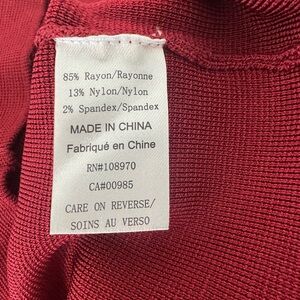 85% Rayon/Rayonne
13% Nylon/Nylon
2% Spandex/Spandex
MADE IN CHINA
Fabriqué en Chine
RN#108970
CA#00985
CARE ON REVERSE/
SOINS AU VERSO